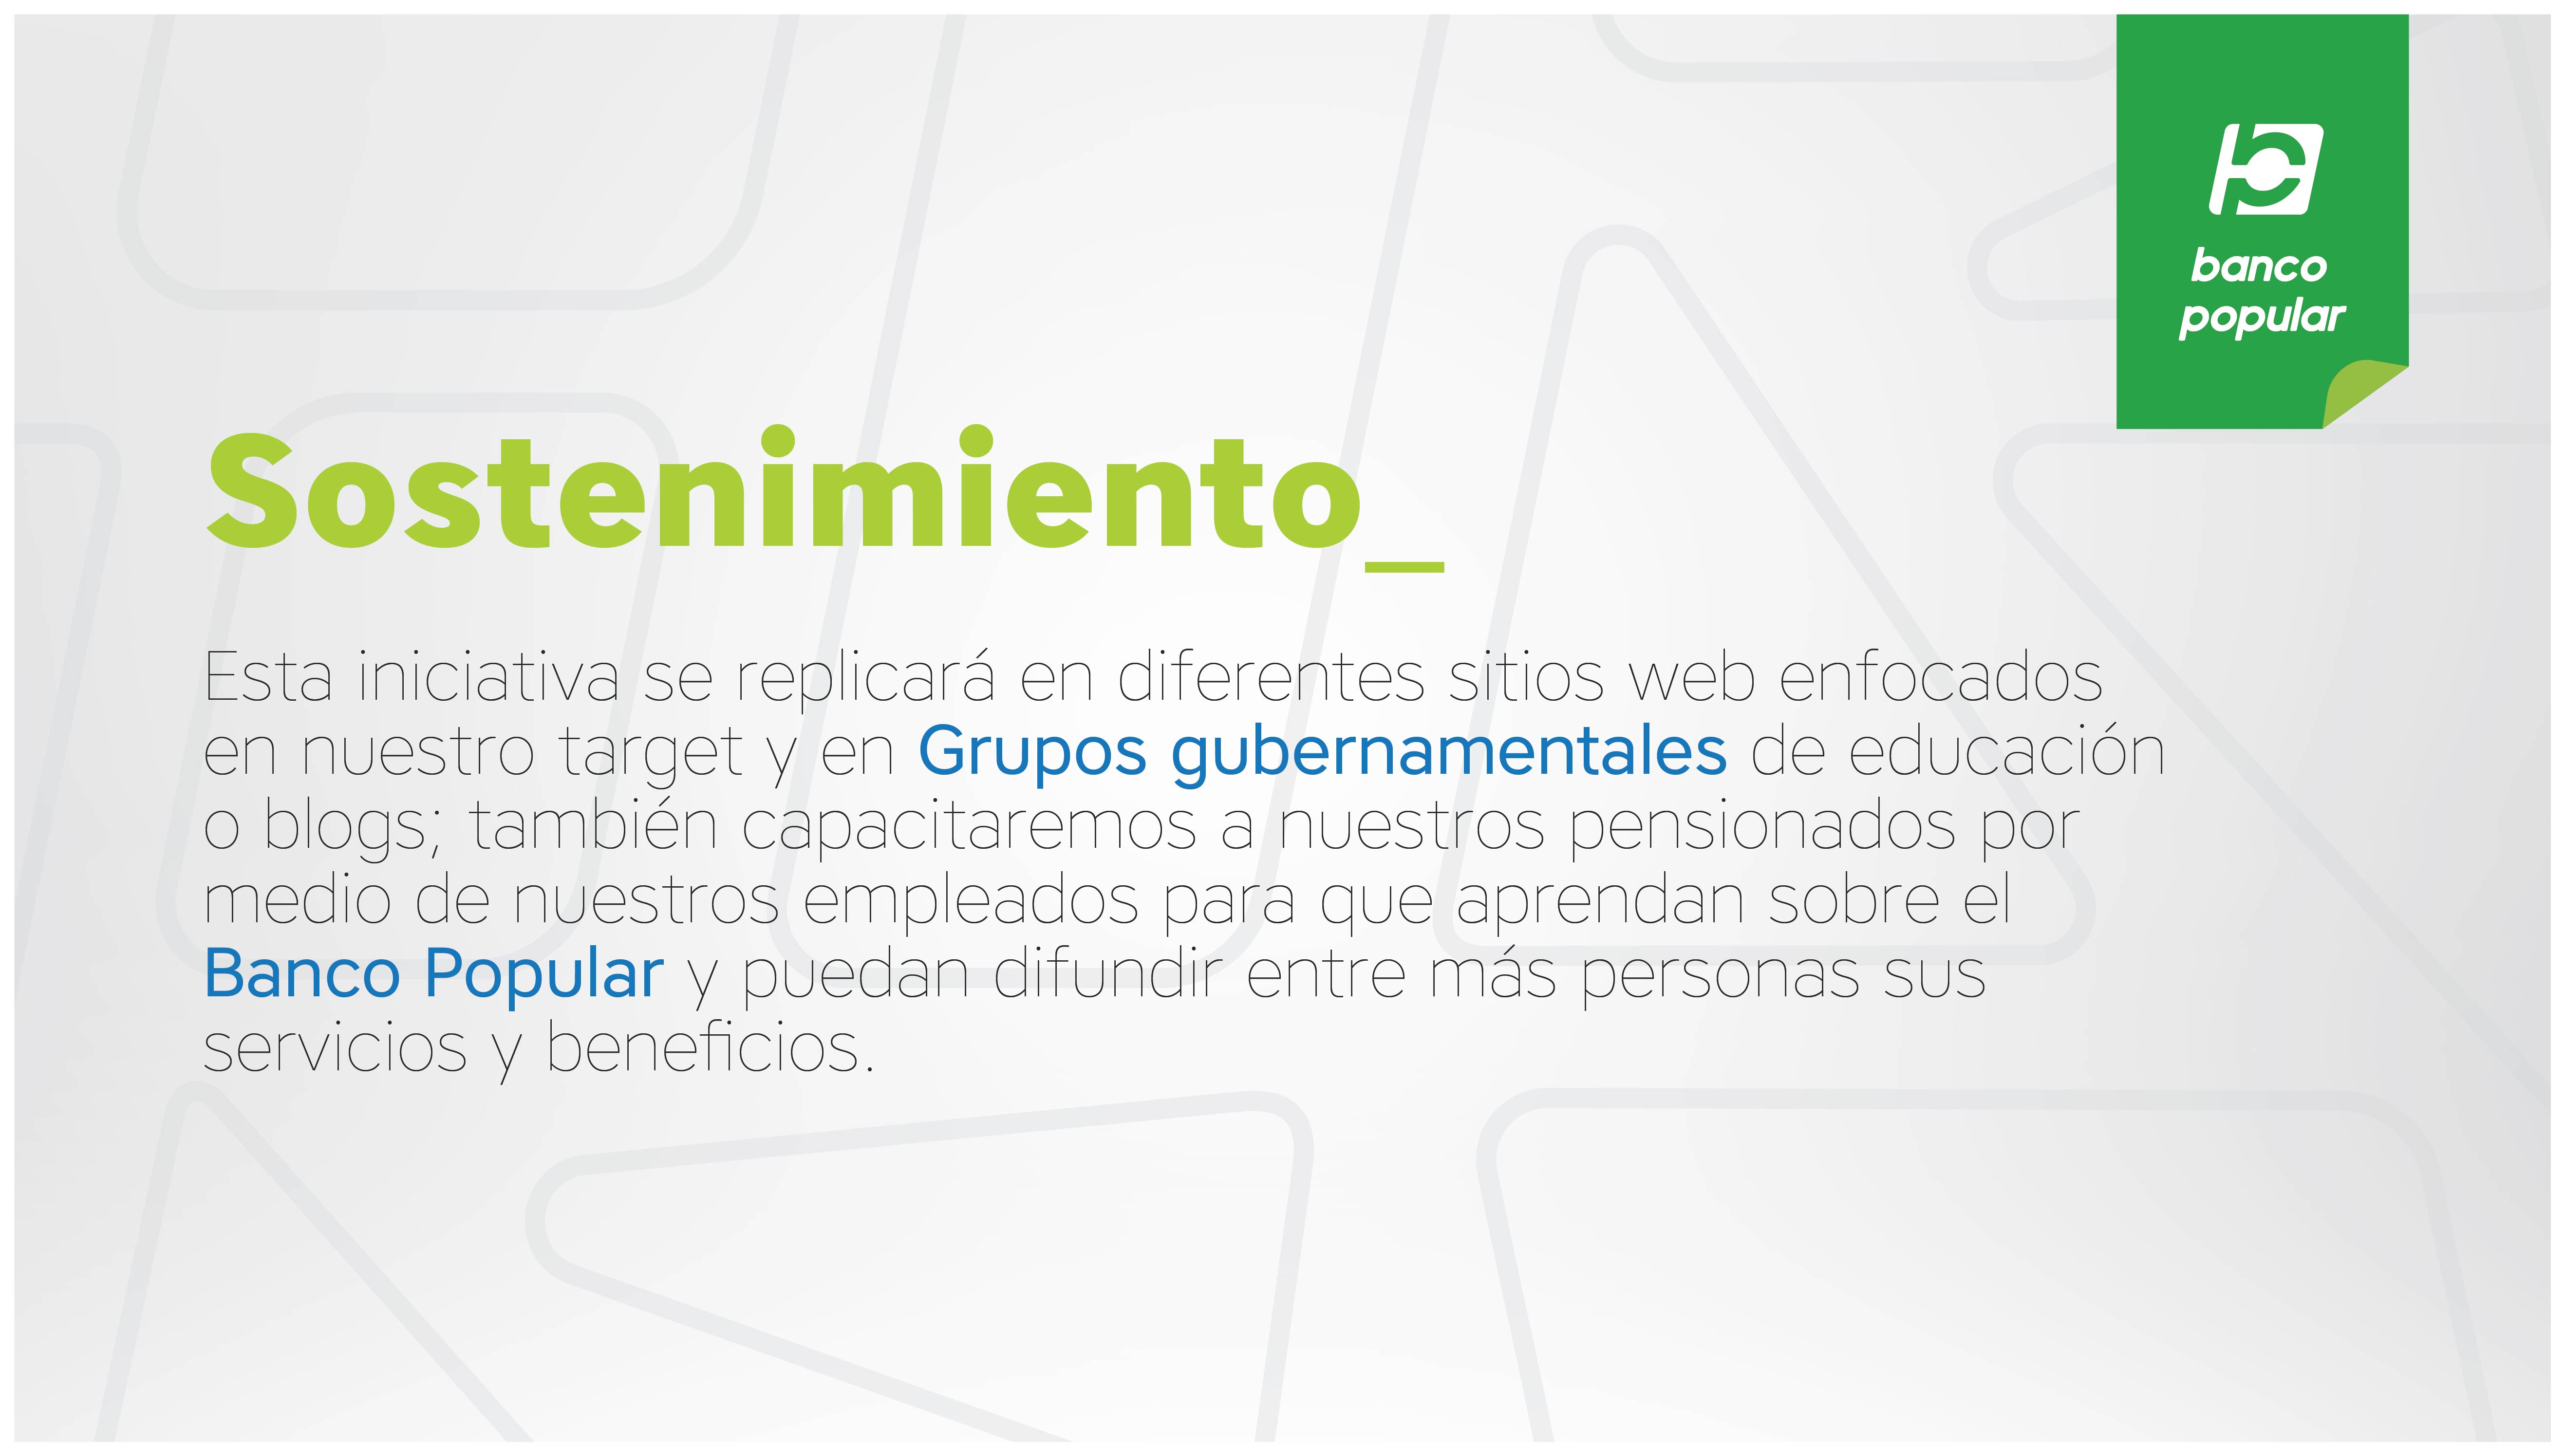 banco
popular
Sostenimiento_
Esta iniciativa se replicará en diferentes sitios web enfocados
en nuestro target y en Grupos gubernamentales de educación
o blogs; también capacitaremos a nuestros pensionados por
medio de nuestros empleados para que aprendan sobre el
Banco Popular y puedan difundir entre más personas sus
servicios y beneficios.